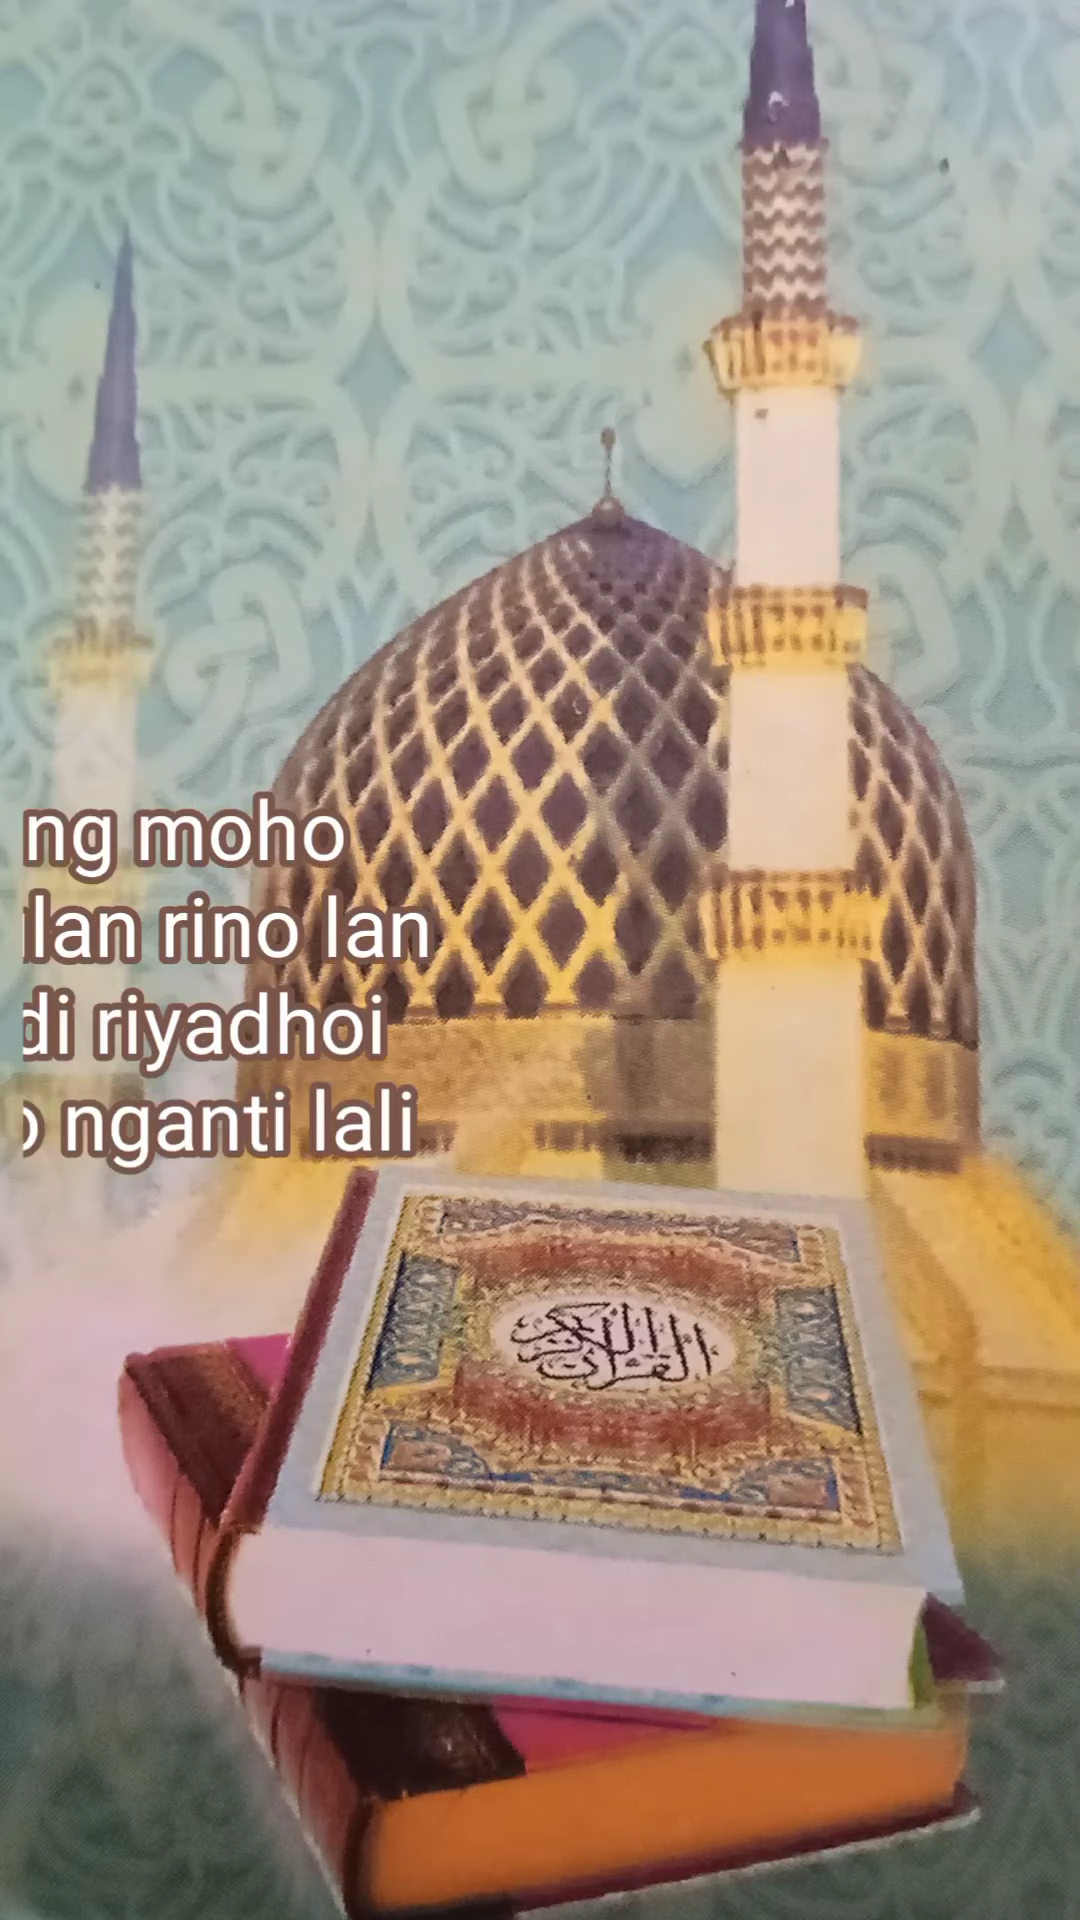 ng moho
lan rino lan
di riyadhoi
nganti lali
القرآن الكريم